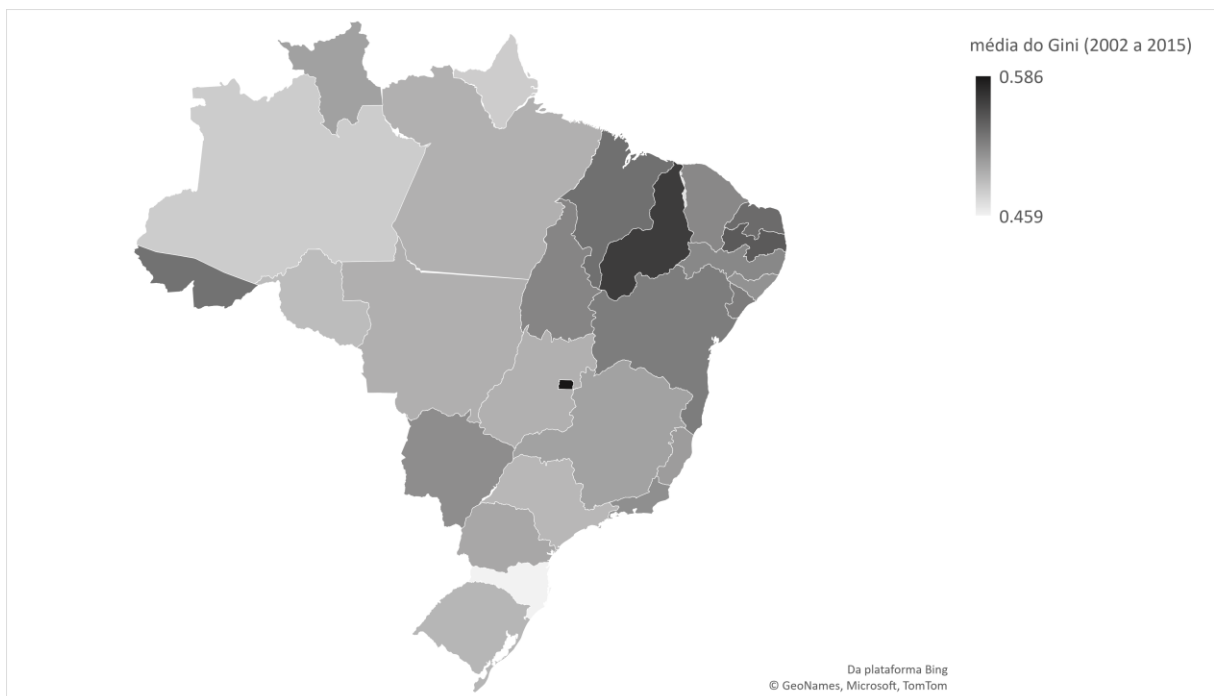 média do Gini (2002 a 2015)
0.586
0.459
Da plataforma Bing
© GeoNames, Microsoft, TomTom